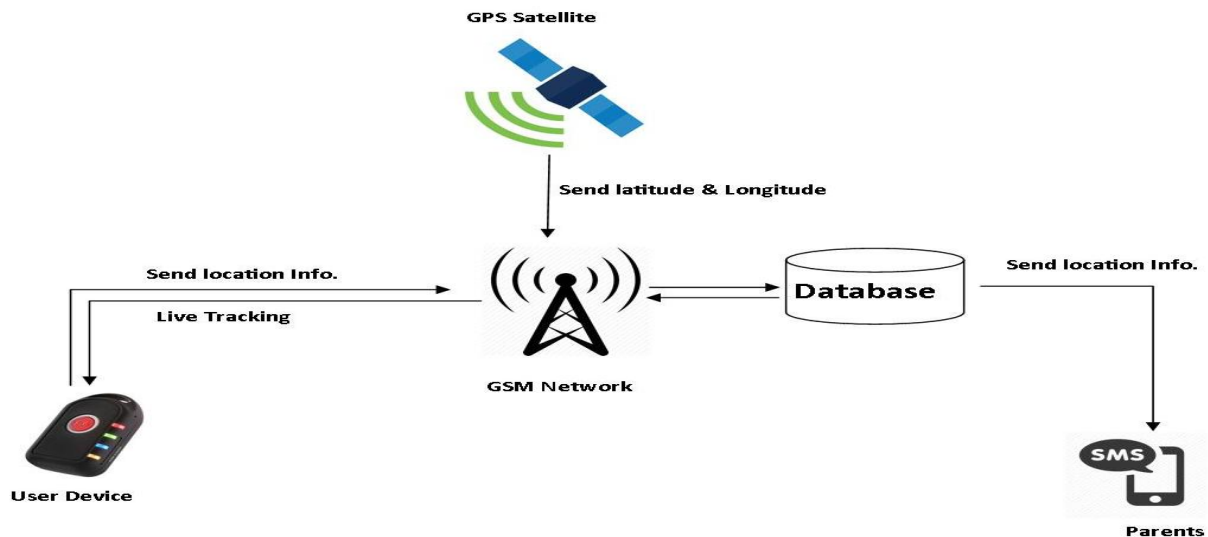 GPS Satellite
Send latitude & Longitude
Send location Info.
Live Tracking
GSM Network
Database
Send location Info.
User Device
SMS
Parents